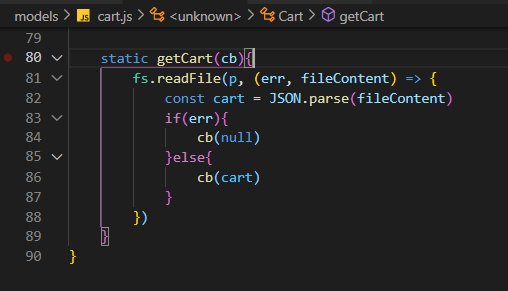 models > JS cart.js > <unknown> > Cart > getCart
79
80 static getCart(cb){
81 fs.readFile(p, (err, fileContent) => {
82 const cart = JSON.parse(fileContent)
83 if(err){
84 cb(null)
85 }else{
86 cb(cart)
87 }
88 })
89 }
90 }